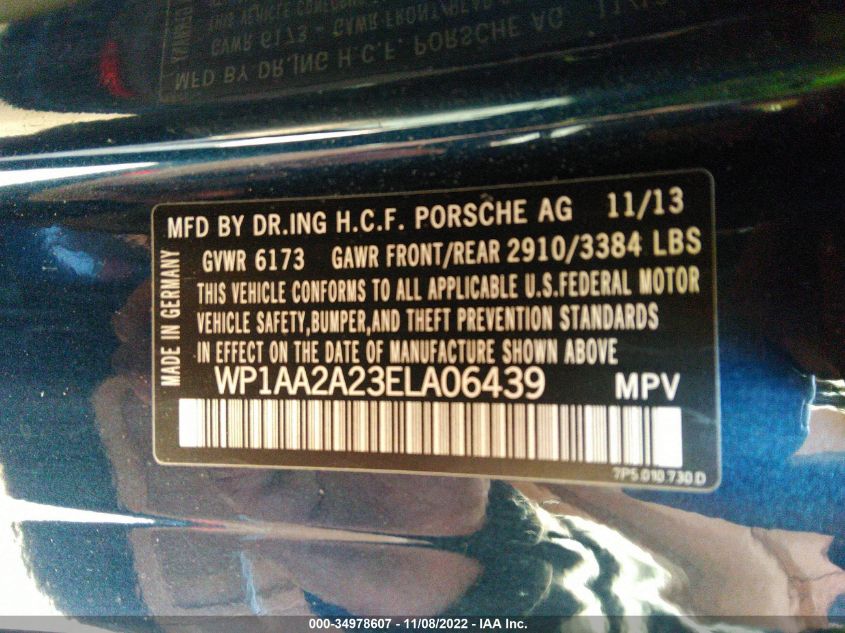 MFD BY DR.ING H.C.F. PORSCHE AG 11/13
GVWR 6173 GAWR FRONT/REAR 2910/3384 LBS
THIS VEHICLE CONFORMS TO ALL APPLICABLE U.S.FEDERAL MOTOR
VEHICLE SAFETY,BUMPER,AND THEFT PREVENTION STANDARDS
IN EFFECT ON THE DATE OF MANUFACTURE SHOWN ABOVE
MADE IN GERMANY
WP1AA2A23ELA06439 MPV
7P5.010.730.D
000-34978607 - 11/08/2022 - IAA Inc.